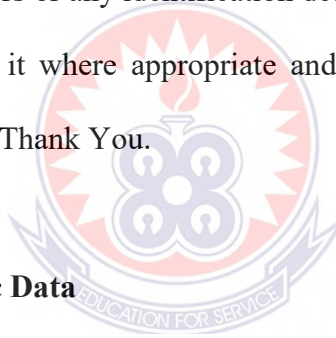 it where appropriate and
Thank You.
Data
EDUCATION FOR SERVICE